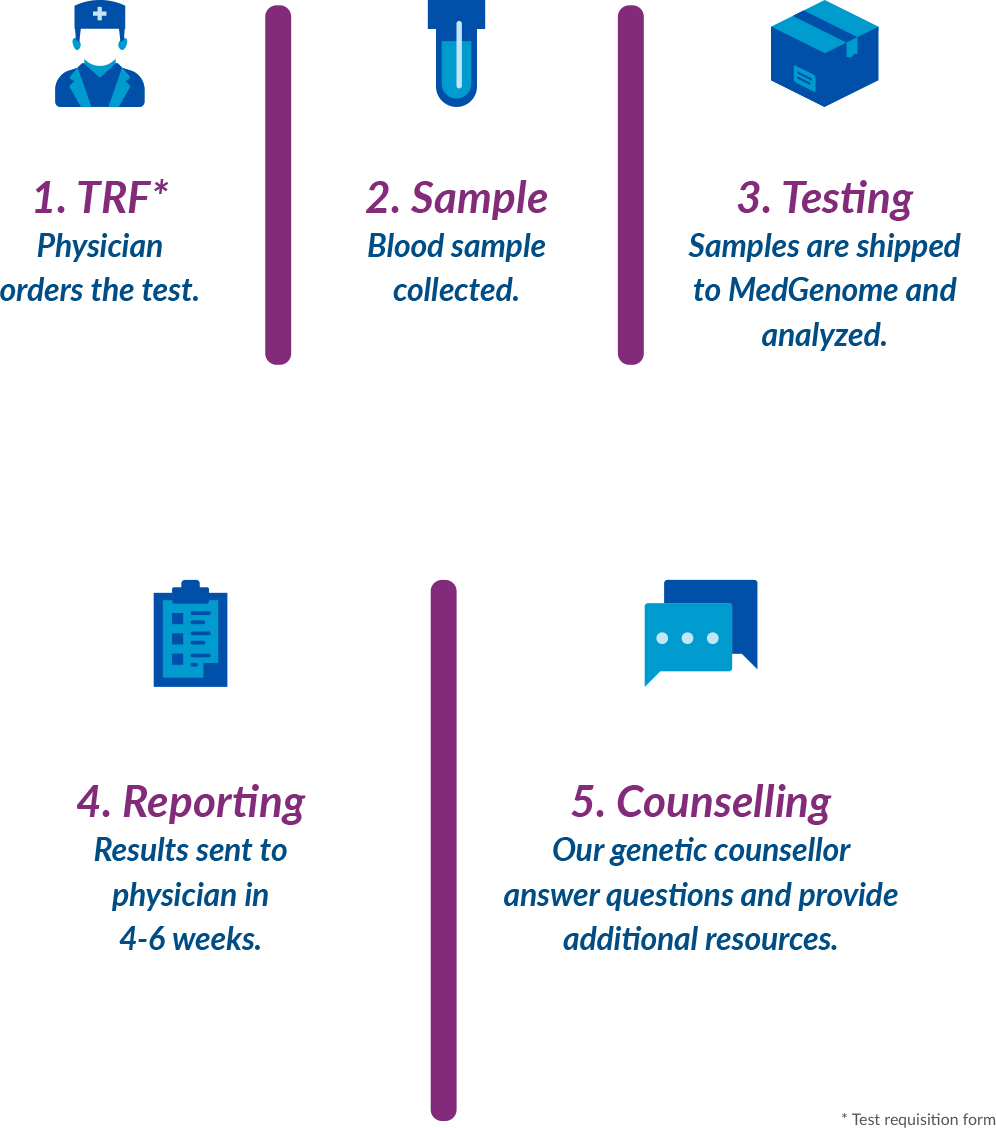 1. TRF*
Physician
orders the test.
2. Sample
Blood sample
collected.
3. Testing
Samples are shipped
to MedGenome and
analyzed.
4. Reporting
Results sent to
physician in
4-6 weeks.
5. Counselling
Our genetic counsellor
answer questions and provide
additional resources.
* Test requisition form